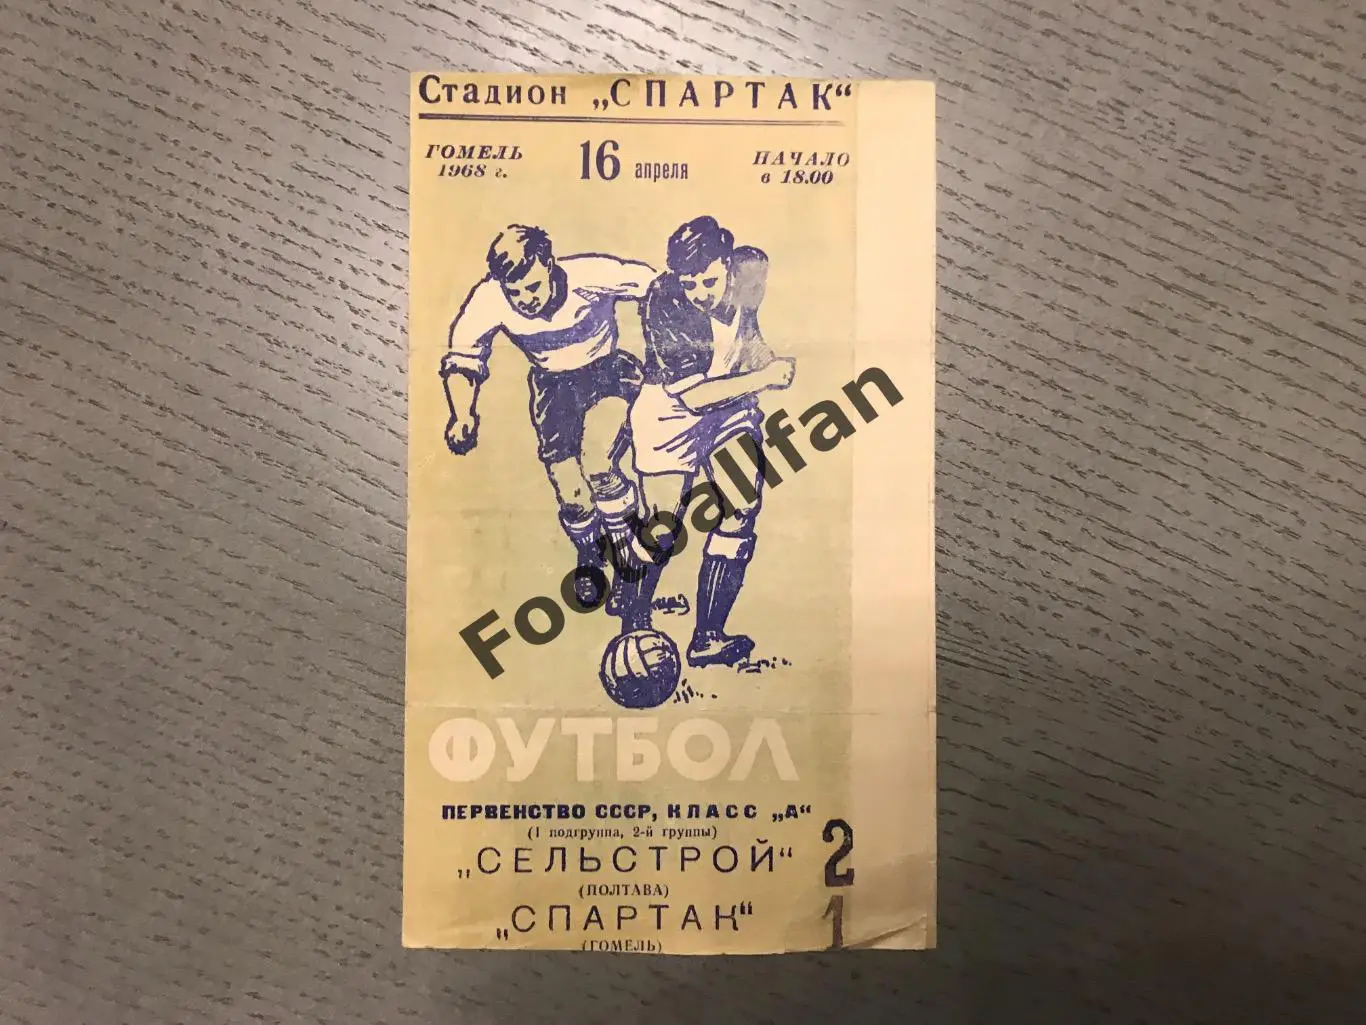 Стадион „СПАРТАК“
ГОМЕЛЬ
1968 г.
16 апреля
НАЧАЛО
в 18.00
Footballfan
ФУТБОЛ
ПЕРВЕНСТВО СССР, КЛАСС „А“
(1 подгруппа, 2-й группы)
„СЕЛЬСТРОЙ“ 2
(ПОЛТАВА)
„СПАРТАК“ 1
(ГОМЕЛЬ)